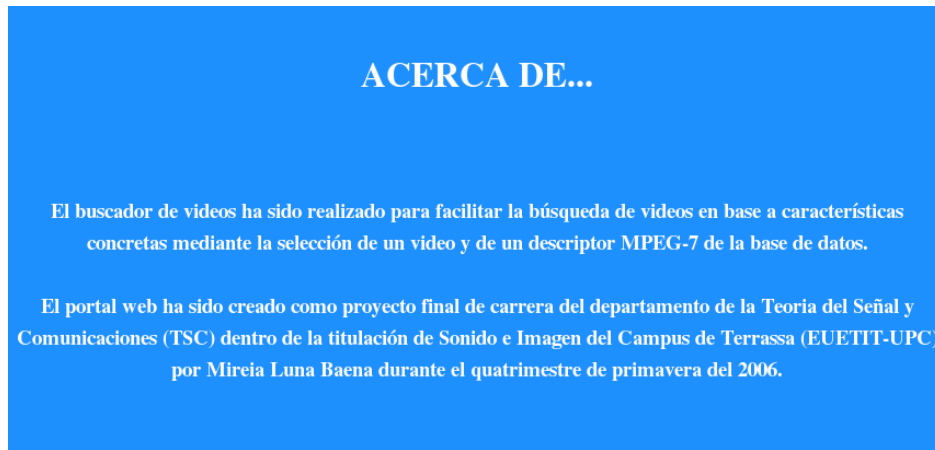 ACERCA DE...
El buscador de videos ha sido realizado para facilitar la búsqueda de videos en base a características
concretas mediante la selección de un video y de un descriptor MPEG-7 de la base de datos.
El portal web ha sido creado como proyecto final de carrera del departamento de la Teoria del Señal y
Comunicaciones (TSC) dentro de la titulación de Sonido e Imagen del Campus de Terrassa (EUETIT-UPC)
por Mireia Luna Baena durante el quatrimestre de primavera del 2006.